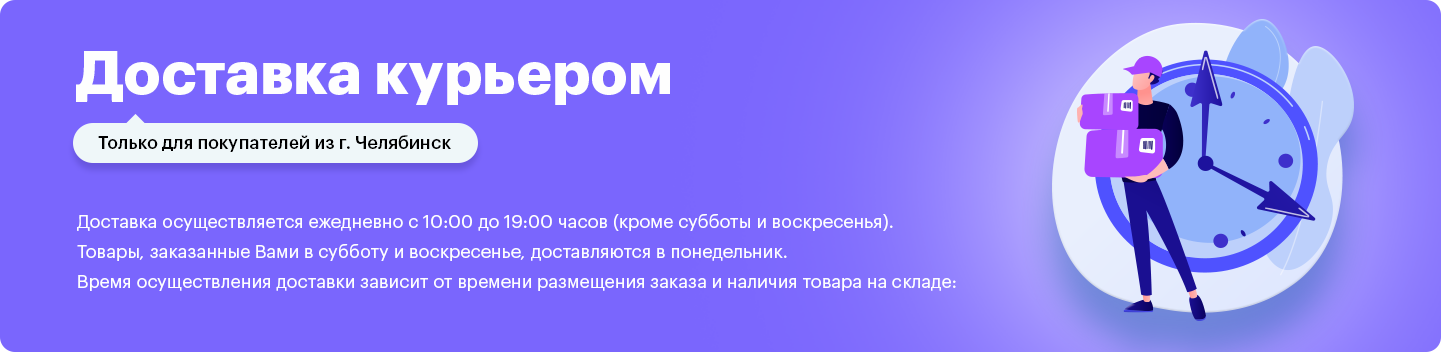 Доставка курьером
Только для покупателей из г. Челябинск
Доставка осуществляется ежедневно с 10:00 до 19:00 часов (кроме субботы и воскресенья).
Товары, заказанные Вами в субботу и воскресенье, доставляются в понедельник.
Время осуществления доставки зависит от времени размещения заказа и наличия товара на складе: